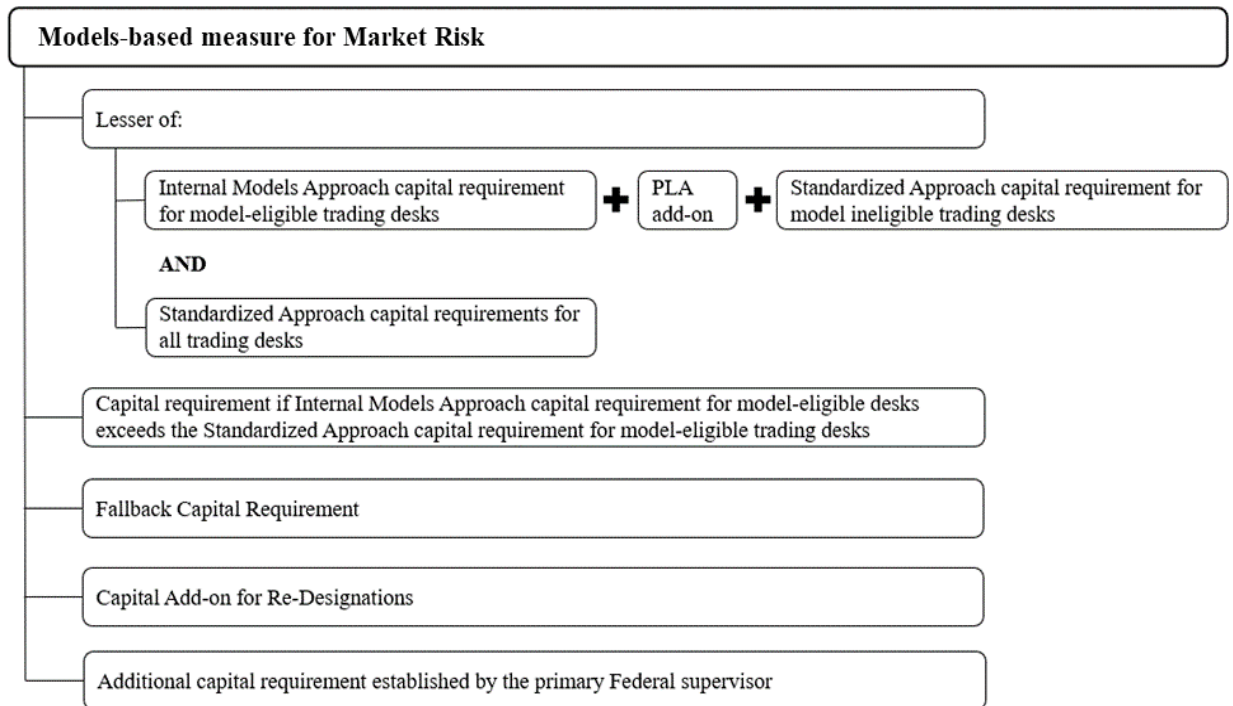 Models-based measure for Market Risk
Lesser of:
Internal Models Approach capital requirement
for model-eligible trading desks
+
PLA
add-on
+
Standardized Approach capital requirement for
model ineligible trading desks
AND
Standardized Approach capital requirements for
all trading desks
Capital requirement if Internal Models Approach capital requirement for model-eligible desks
exceeds the Standardized Approach capital requirement for model-eligible trading desks
Fallback Capital Requirement
Capital Add-on for Re-Designations
Additional capital requirement established by the primary Federal supervisor